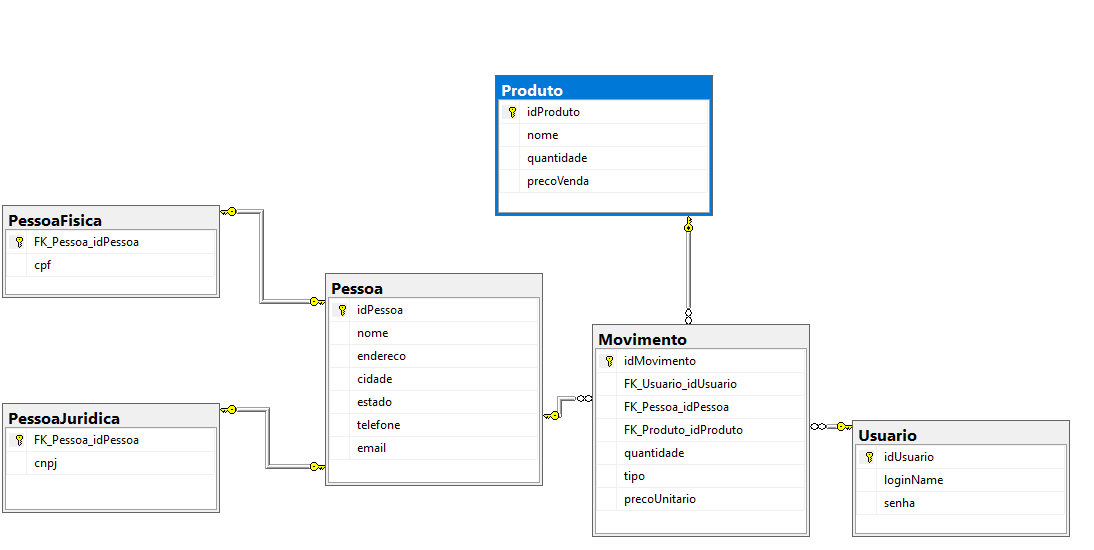 Produto
idProduto
nome
quantidade
precoVenda
PessoaFisica
FK_Pessoa_idPessoa
cpf
Pessoa
idPessoa
nome
endereco
cidade
estado
telefone
email
Movimento
idMovimento
FK_Usuario_idUsuario
FK_Pessoa_idPessoa
FK_Produto_idProduto
quantidade
tipo
precoUnitario
PessoaJuridica
FK_Pessoa_idPessoa
cnpj
Usuario
idUsuario
loginName
senha